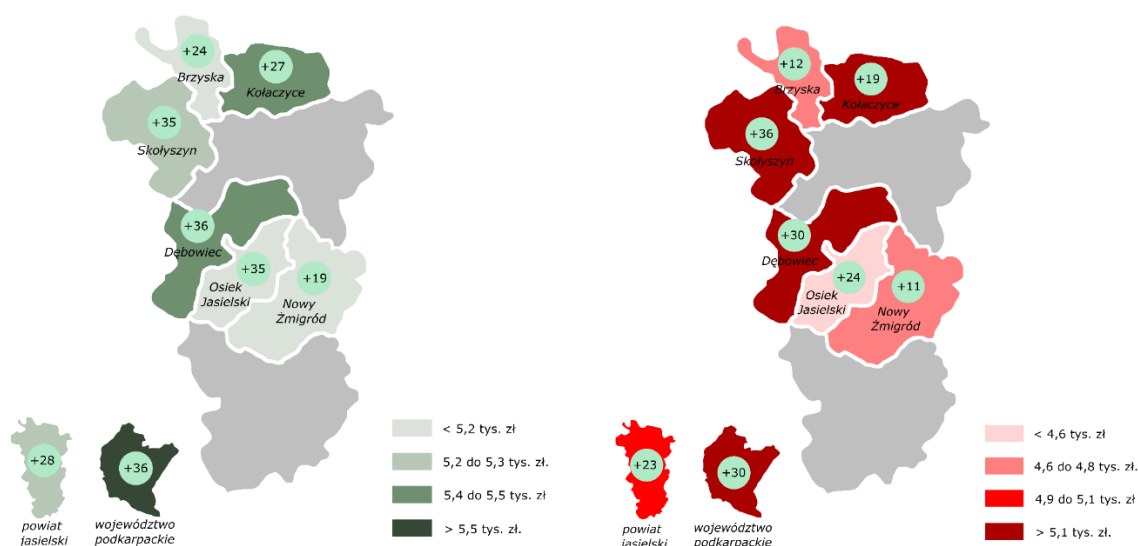 +24
Brzyska
+27
Kołaczyce
+35
Skołyszyn
+36
Dębowiec
+35
Osiek
Jasielski
+19
Nowy
Żmigród
+28
powiat
jasielski
+36
województwo
podkarpackie
< 5,2 tys. zł
5,2 do 5,3 tys. zł.
5,4 do 5,5 tys. zł
> 5,5 tys. zł.
+12
Brzyska
+19
Kołaczyce
+36
Skołyszyn
+30
Dębowiec
+24
Osiek
Jasielski
+11
Nowy
Żmigród
+23
powiat
jasielski
+30
województwo
podkarpackie
< 4,6 tys. zł
4,6 do 4,8 tys. zł.
4,9 do 5,1 tys. zł
> 5,1 tys. zł.